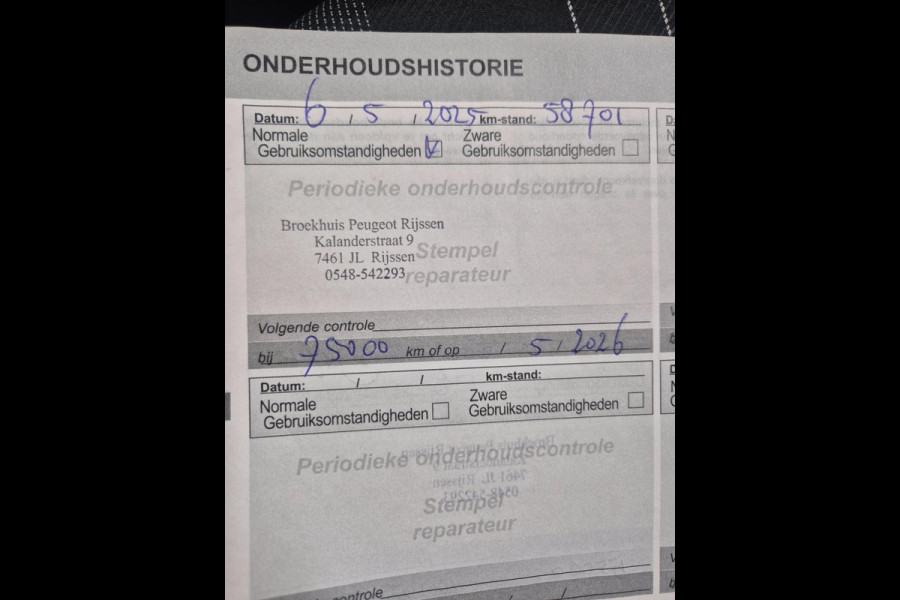 ONDERHOUDSHISTORIE
Datum: 6 / 5 / 2025 km-stand: 58701
Normale Zware
Gebruiksomstandigheden V Gebruiksomstandigheden
Periodieke onderhoudscontrole
Broekhuis Peugeot Rijssen
Kalanderstraat 9
7461 JL Rijssen Stempel
0548-542293 reparateur
Volgende controle
bij 75000 km of op / 5 / 2026
Datum: / / km-stand:
Normale Zware
Gebruiksomstandigheden Gebruiksomstandigheden
Periodieke onderhoudscontrole
Stempel
reparateur
controle